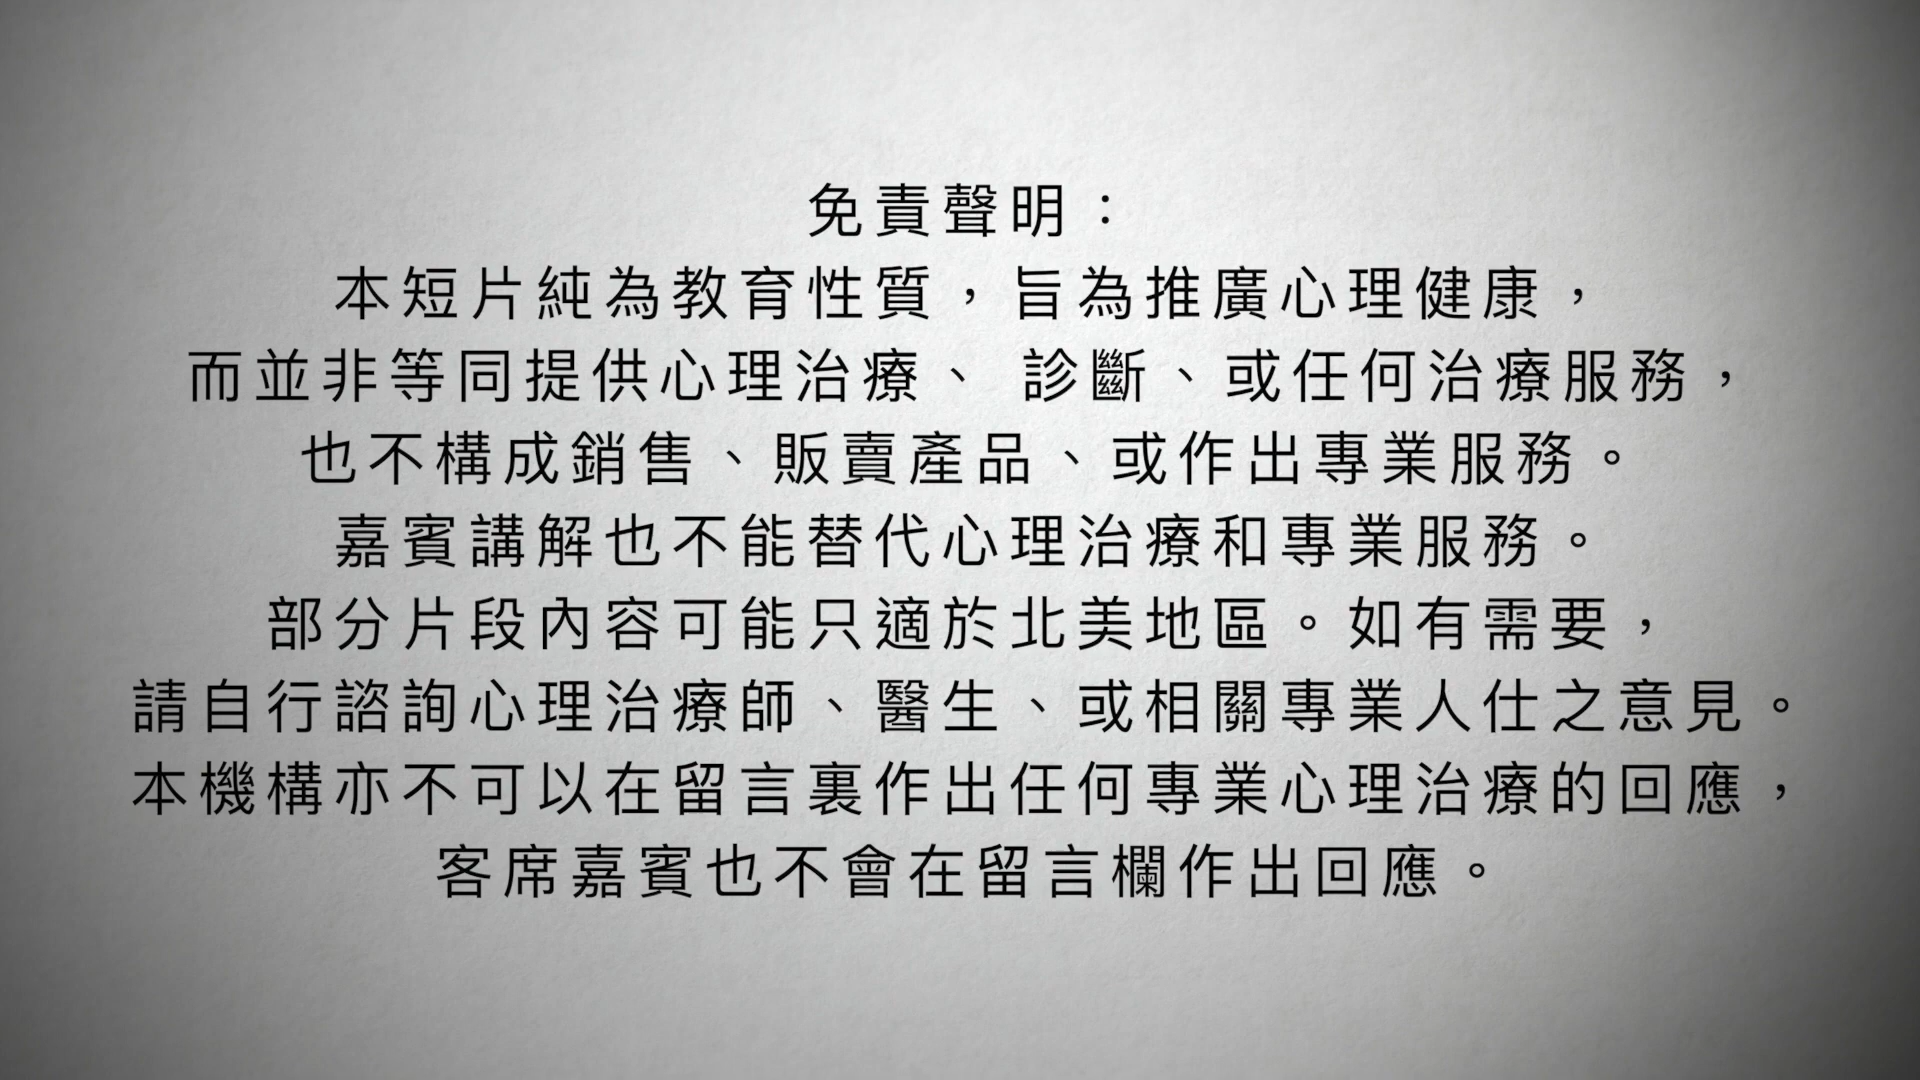 免責聲明：
本短片純為教育性質，旨為推廣心理健康，
而並非等同提供心理治療、 診斷、或任何治療服務，
也不構成銷售、販賣產品、或作出專業服務。
嘉賓講解也不能替代心理治療和專業服務。
部分片段內容可能只適於北美地區。如有需要，
請自行諮詢心理治療師、醫生、或相關專業人仕之意見。
本機構亦不可以在留言裏作出任何專業心理治療的回應，
客席嘉賓也不會在留言欄作出回應。